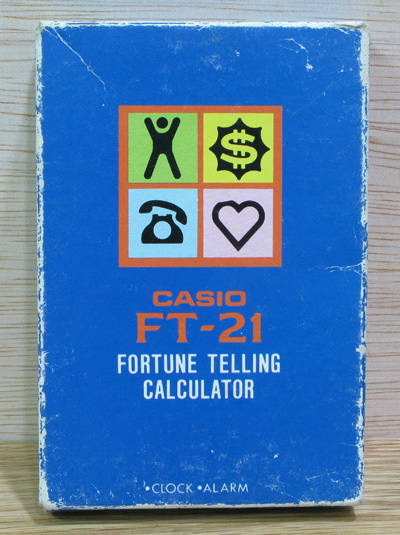 $
CASIO
FT-21
FORTUNE TELLING
CALCULATOR
•CLOCK •ALARM